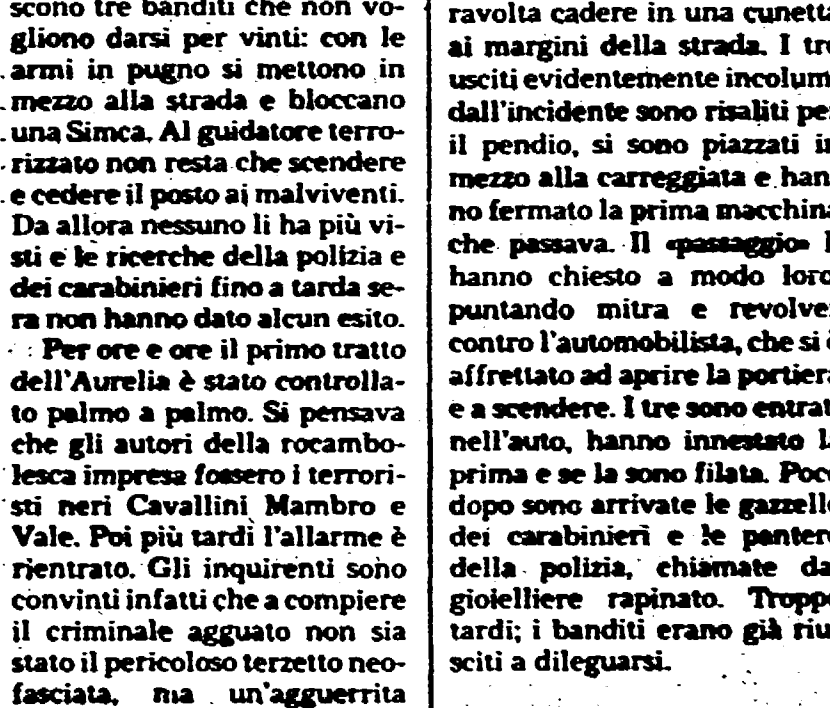 scono tre banditi che non vo-
gliono darsi per vinti: con le
armi in pugno si mettono in
mezzo alla strada e bloccano
una Simca. Al guidatore terro-
rizzato non resta che scendere
e cedere il posto ai malviventi.
Da allora nessuno li ha più vi-
sti e le ricerche della polizia e
dei carabinieri fino a tarda se-
ra non hanno dato alcun esito.
Per ore e ore il primo tratto
dell'Aurelia è stato controlla-
to palmo a palmo. Si pensava
che gli autori della rocambo-
lesca impresa fossero i terrori-
sti neri Cavallini Mambro e
Vale. Poi più tardi l'allarme è
rientrato. Gli inquirenti sono
convinti infatti che a compiere
il criminale agguato non sia
stato il pericoloso terzetto neo-
fasciata, ma un'agguerrita
ravolta cadere in una cunetta
ai margini della strada. I tre
usciti evidentemente incolum
dall'incidente sono risaliti per
il pendio, si sono piazzati in
mezzo alla carreggiata e han-
no fermato la prima macchina
che passava. Il «passaggio» l
hanno chiesto a modo loro
puntando mitra e revolver
contro l'automobilista, che si è
affrettato ad aprire la portiera
e a scendere. I tre sono entrat
nell'auto, hanno innestato la
prima e se la sono filata. Poco
dopo sono arrivate le gazzelle
dei carabinieri e le pantere
della polizia, chiamate da
gioielliere rapinato. Troppo
tardi; i banditi erano già riu
sciti a dileguarsi.